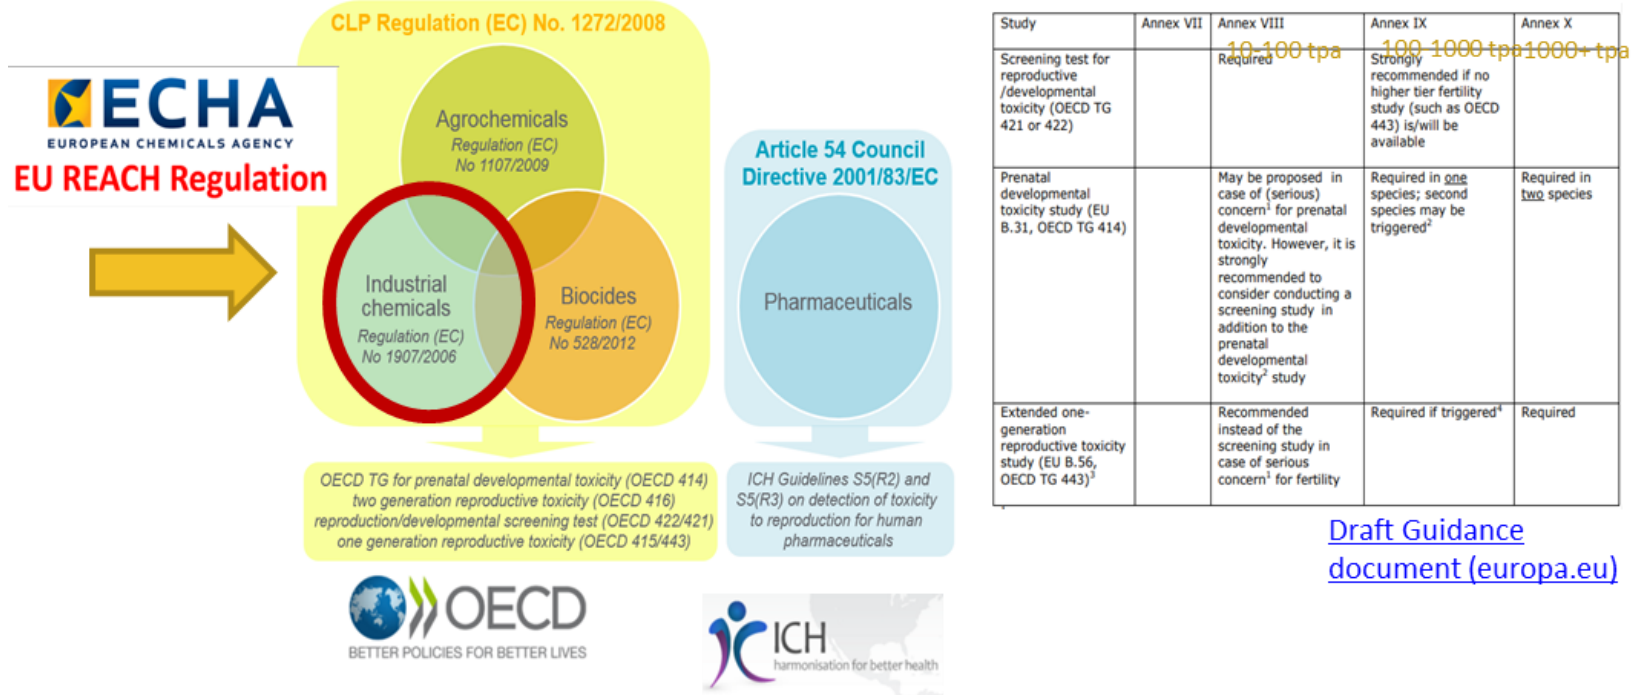 CLP Regulation (EC) No. 1272/2008
ECHA
EUROPEAN CHEMICALS AGENCY
EU REACH Regulation
Agrochemicals
Regulation (EC)
No 1107/2009
Industrial
chemicals
Regulation (EC)
No 1907/2006
Biocides
Regulation (EC)
No 528/2012
OECD TG for prenatal developmental toxicity (OECD 414)
two generation reproductive toxicity (OECD 416)
reproduction/developmental screening test (OECD 422/421)
one generation reproductive toxicity (OECD 415/443)
OECD
BETTER POLICIES FOR BETTER LIVES
Article 54 Council
Directive 2001/83/EC
Pharmaceuticals
ICH Guidelines S5(R2) and
S5(R3) on detection of toxicity
to reproduction for human
pharmaceuticals
ICH
harmonisation for better health
Study
Annex VII
Annex VIII
Annex IX
Annex X
10-100 tpa
100-1000 tpa
1000+ tpa
Screening test for
reproductive
/developmental
toxicity (OECD TG
421 or 422)
Required
Strongly
recommended if no
higher tier fertility
study (such as OECD
443) is/will be
available
Prenatal
developmental
toxicity study (EU
B.31, OECD TG 414)
May be proposed in
case of (serious)
concern¹ for prenatal
developmental
toxicity. However, it is
strongly
recommended to
consider conducting a
screening study in
addition to the
prenatal
developmental
toxicity² study
Required in one
species; second
species may be
triggered²
Required in
two species
Extended one-
generation
reproductive toxicity
study (EU B.56,
OECD TG 443)³
Recommended
instead of the
screening study in
case of serious
concern¹ for fertility
Required if triggered⁴
Required
Draft Guidance
document (europa.eu)